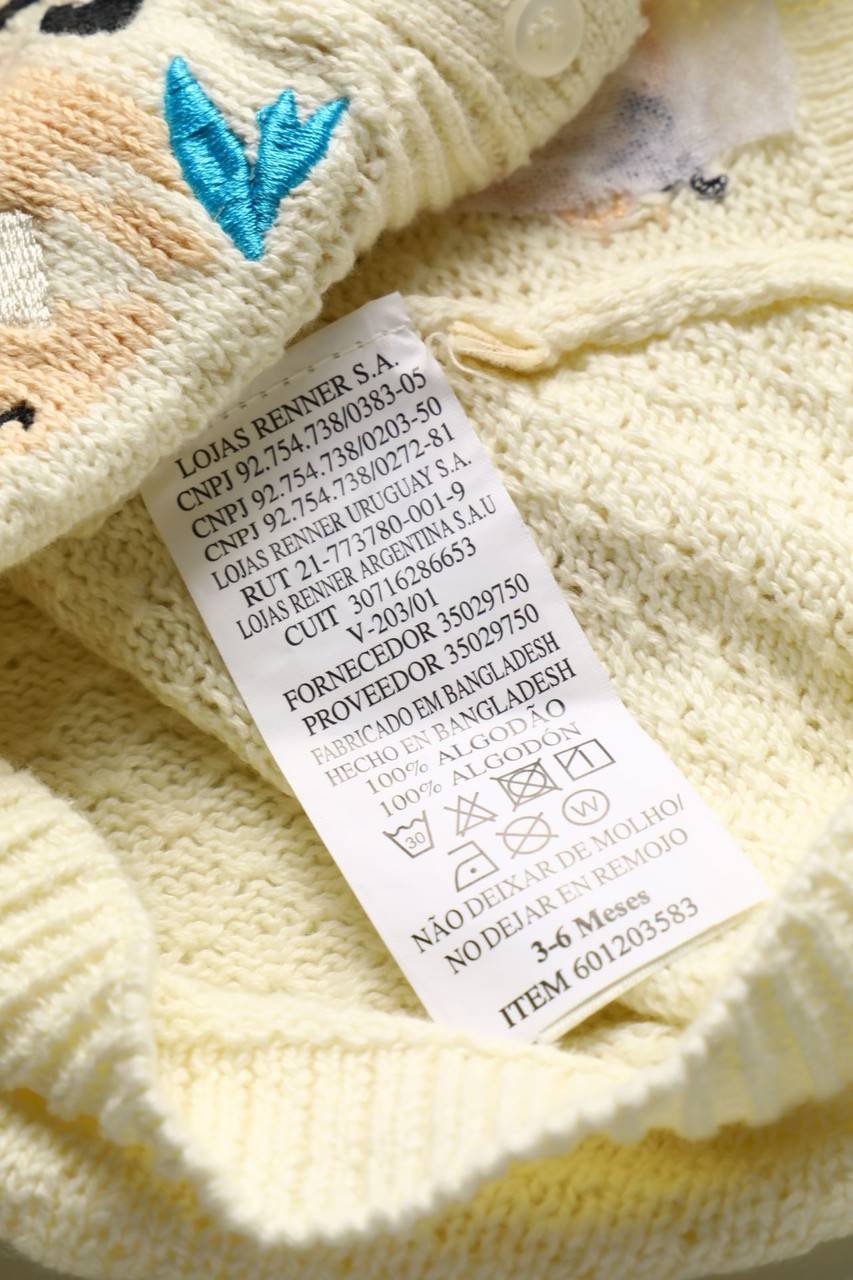 LOJAS RENNER S.A.
CNPJ 92.754.738/0383-05
CNPJ 92.754.738/0203-50
CNPJ 92.754.738/0272-81
LOJAS RENNER URUGUAY S.A.
RUT 21-773780-001-9
LOJAS RENNER ARGENTINA S.A.U
CUIT 30716286653
V-203/01
FORNECEDOR 35029750
PROVEEDOR 35029750
FABRICADO EM BANGLADESH
HECHO EN BANGLADESH
100% ALGODÃO
100% ALGODÓN
30
W
NÃO DEIXAR DE MOLHO/
NO DEJAR EN REMOJO
3-6 Meses
ITEM 601203583